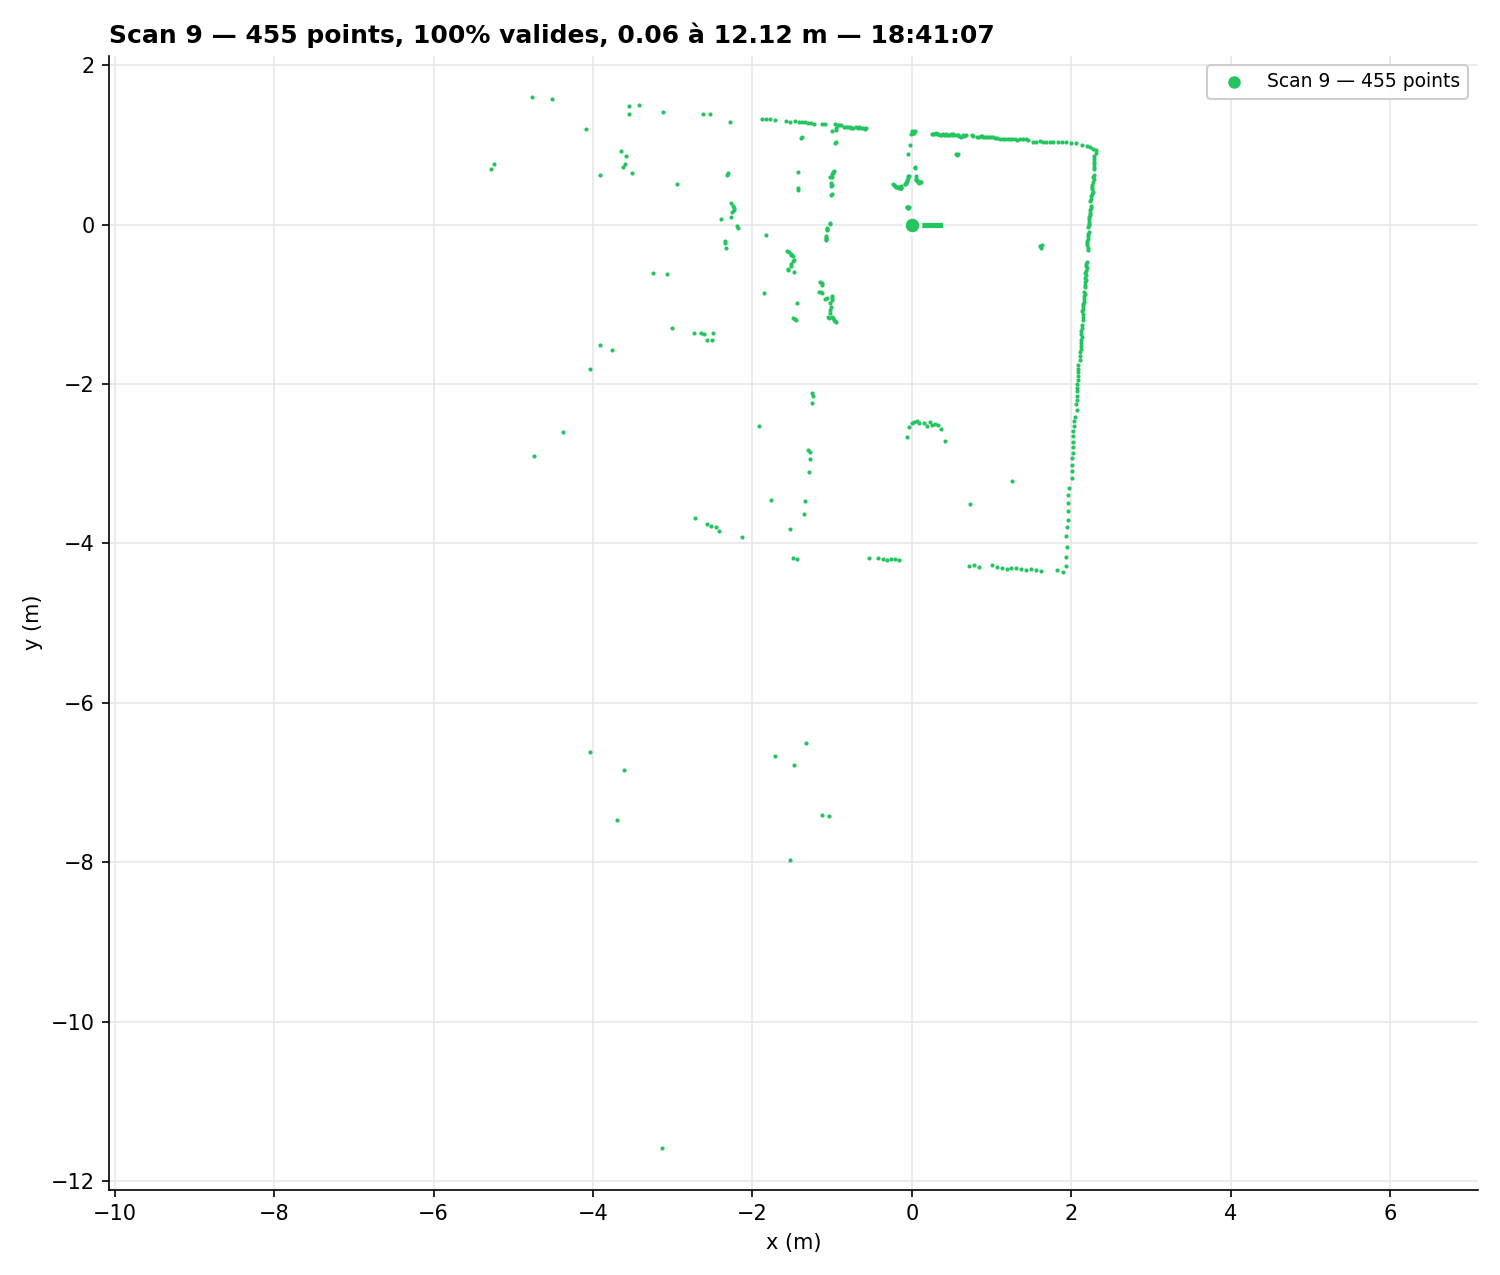 Scan 9 — 455 points, 100% valides, 0.06 à 12.12 m — 18:41:07
Scan 9 — 455 points
2
0
−2
−4
−6
−8
−10
−12
y (m)
−10 −8 −6 −4 −2 0 2 4 6
x (m)